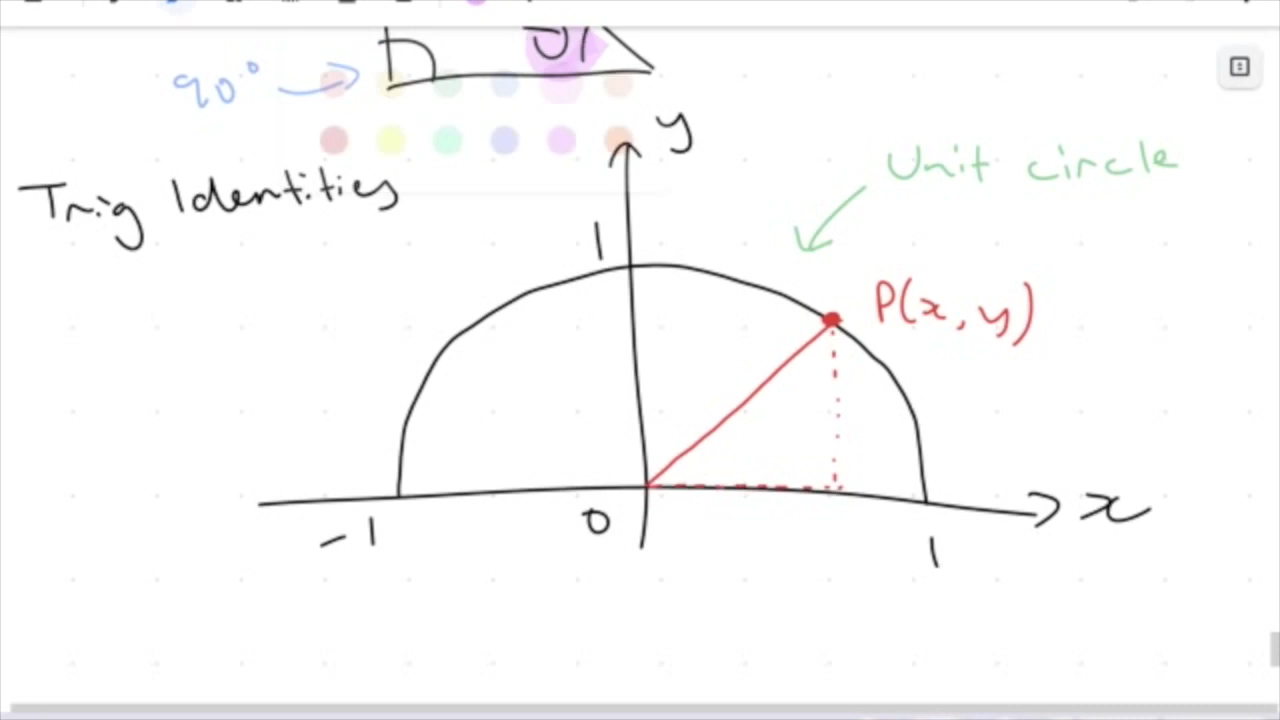 90°
y
Unit circle
Trig Identities
1
P(x, y)
-1
0
1
x